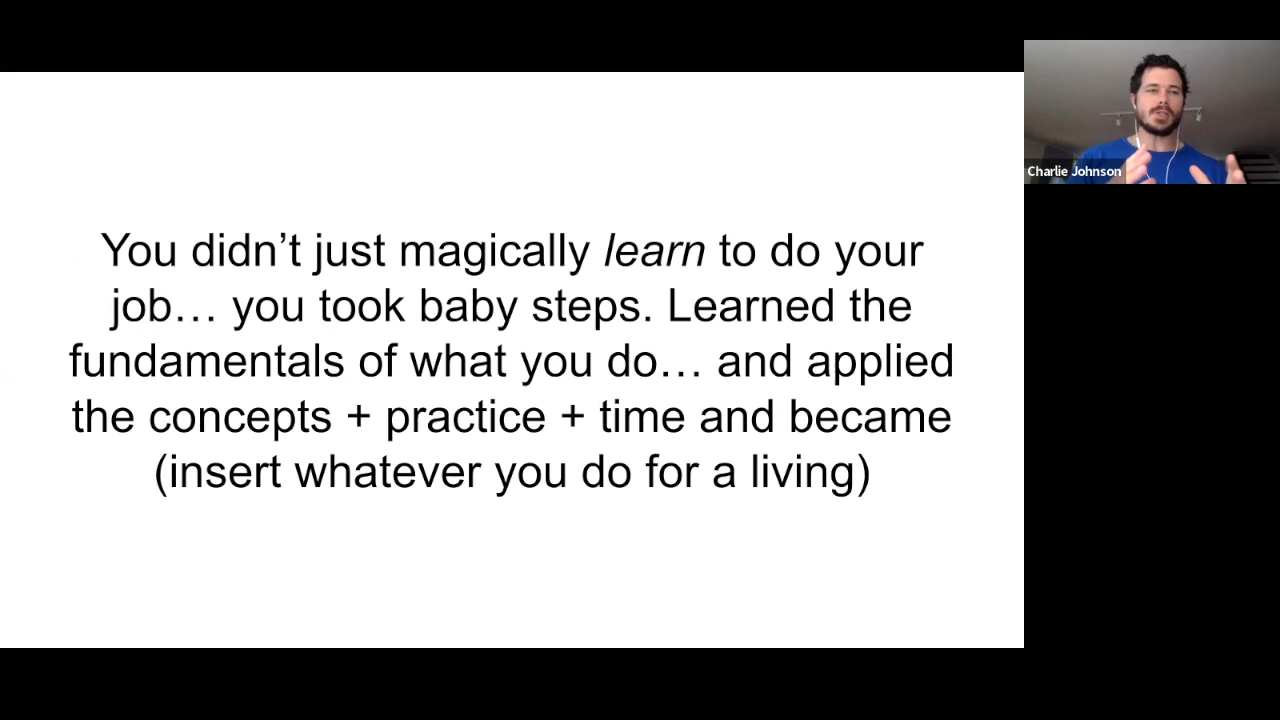 You didn’t just magically learn to do your
job… you took baby steps. Learned the
fundamentals of what you do… and applied
the concepts + practice + time and became
(insert whatever you do for a living)
Charlie Johnson